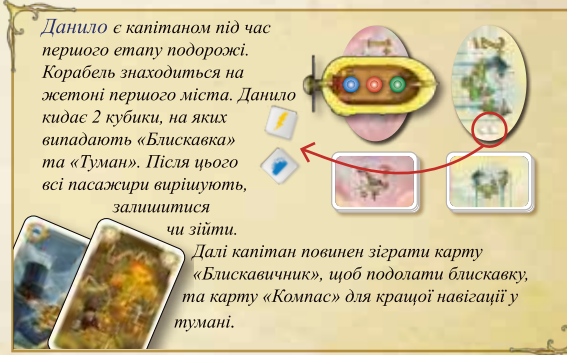 Данило є капітаном під час
першого етапу подорожі.
Корабель знаходиться на
жетоні першого міста. Данило
кидає 2 кубики, на яких
випадають «Блискавка»
та «Туман». Після цього
всі пасажири вирішують,
залишитися
чи зійти.
Далі капітан повинен зіграти карту
«Блискавичник», щоб подолати блискавку,
та карту «Компас» для кращої навігації у
тумані.